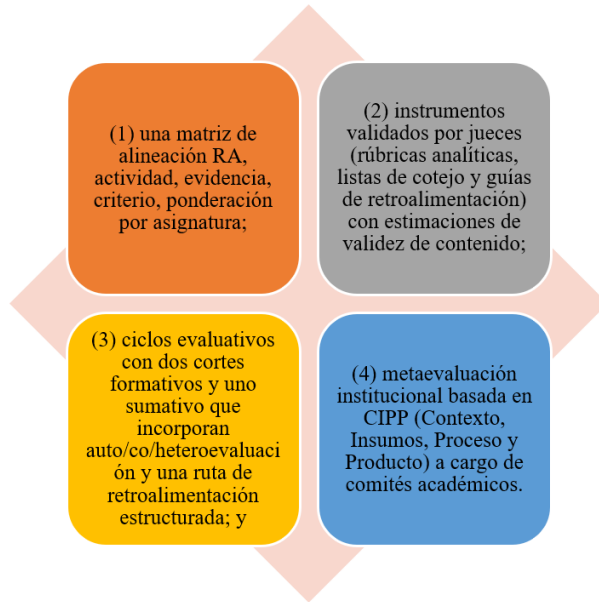 (1) una matriz de
alineación RA,
actividad, evidencia,
criterio, ponderación
por asignatura;
(2) instrumentos
validados por jueces
(rúbricas analíticas,
listas de cotejo y guías
de retroalimentación)
con estimaciones de
validez de contenido;
(3) ciclos evaluativos
con dos cortes
formativos y uno
sumativo que
incorporan
auto/co/heteroevaluaci
ón y una ruta de
retroalimentación
estructurada; y
(4) metaevaluación
institucional basada en
CIPP (Contexto,
Insumos, Proceso y
Producto) a cargo de
comités académicos.